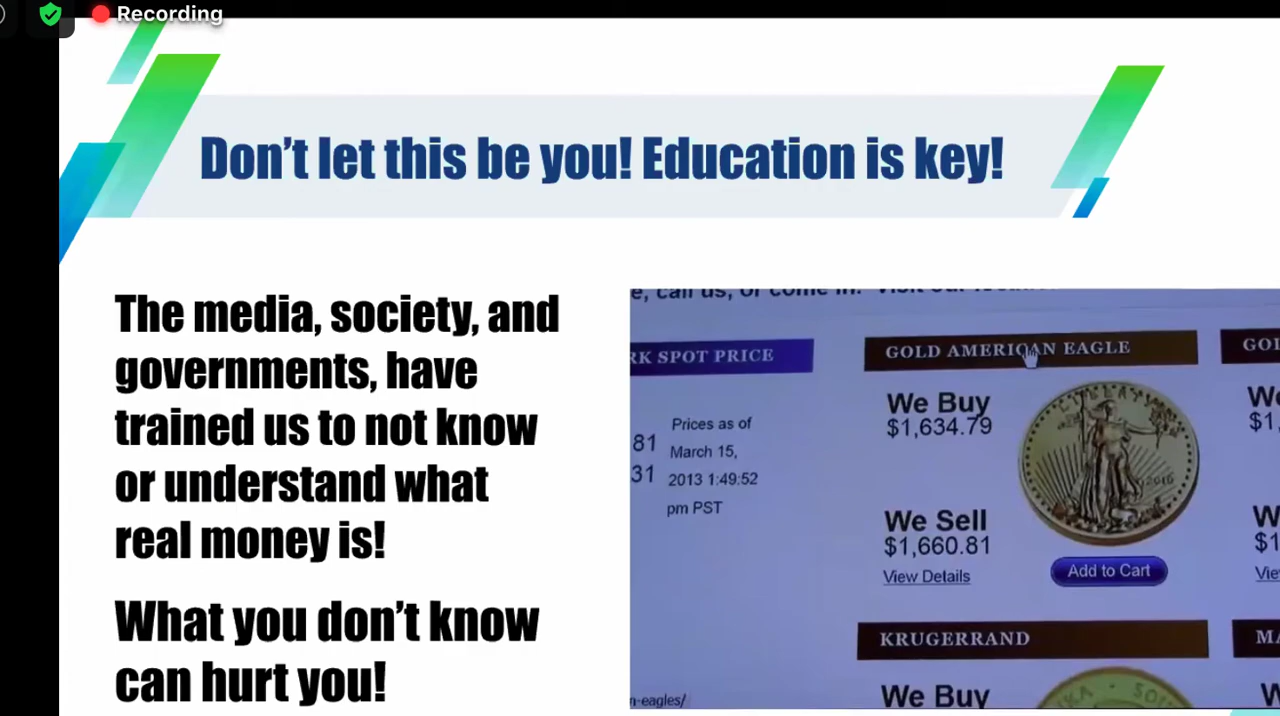 Recording
Don't let this be you! Education is key!
The media, society, and
governments, have
trained us to not know
or understand what
real money is!
What you don't know
can hurt you!
e, call us, or come in!
RK SPOT PRICE
81
31
Prices as of
March 15,
2013 1:49:52
pm PST
n-eagles/
GOLD AMERICAN EAGLE
We Buy
$1,634.79
LIBERTY
We Sell
$1,660.81
View Details
Add to Cart
KRUGERRAND
We Buy
GOL
We
$1,
W
$1
Vie
MA
W